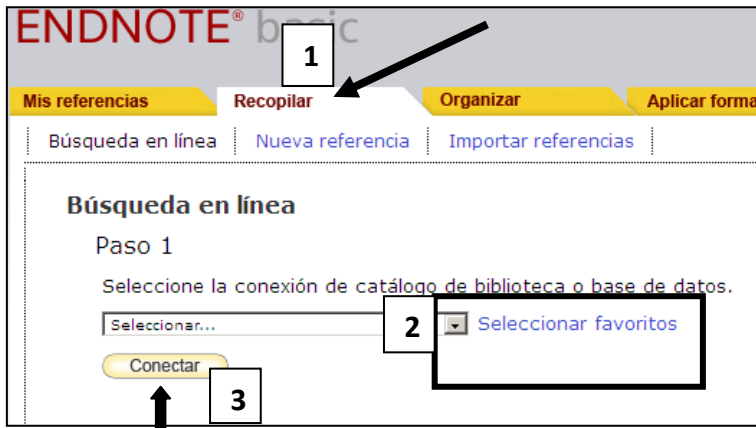 ENDNOTE® basic
1
Mis referencias Recopilar Organizar Aplicar forma
Búsqueda en línea Nueva referencia Importar referencias
Búsqueda en línea
Paso 1
Seleccione la conexión de catálogo de biblioteca o base de datos.
Seleccionar... 2 Seleccionar favoritos
Conectar
3